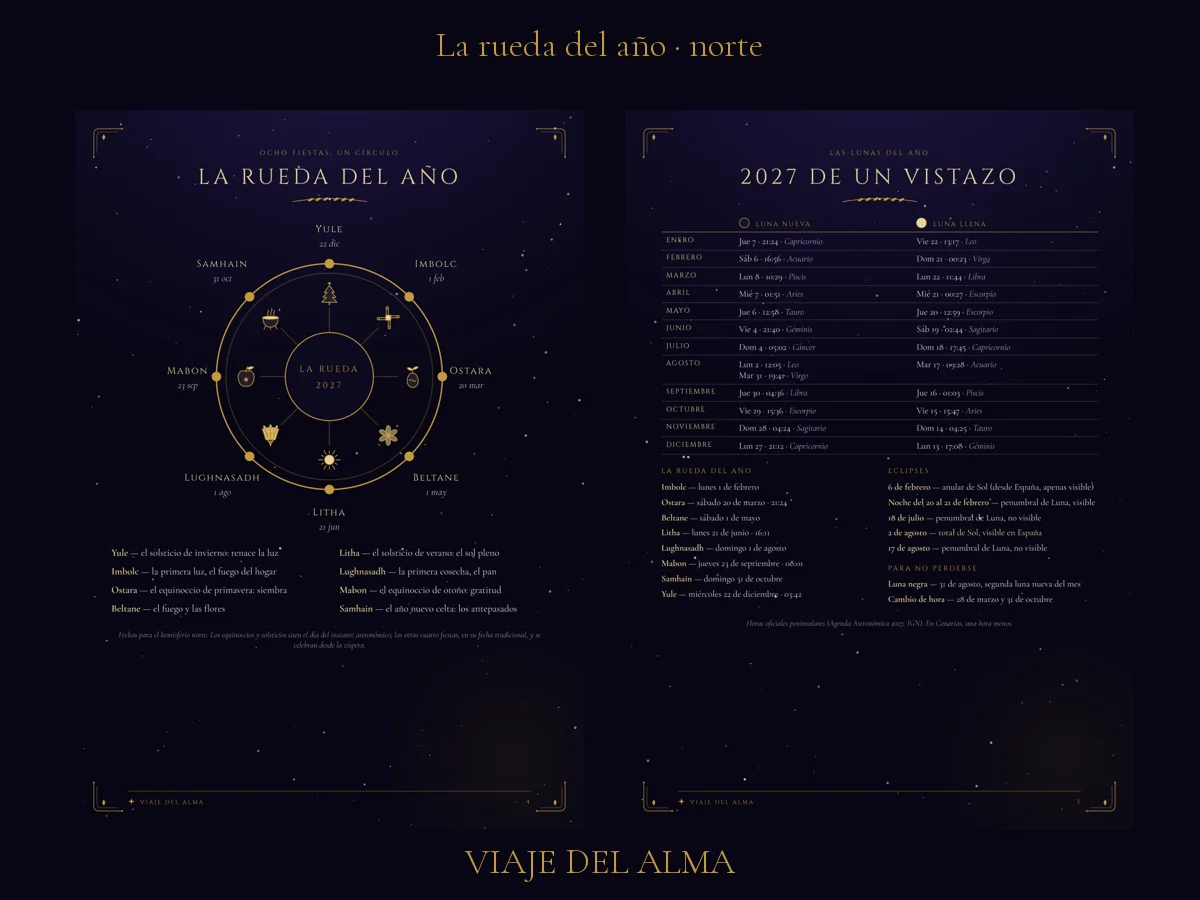 La rueda del año · norte
OCHO FIESTAS, UN CÍRCULO
LA RUEDA DEL AÑO
YULE
22 dic
SAMHAIN
31 oct
IMBOLC
1 feb
MABON
23 sep
LA RUEDA
2027
OSTARA
20 mar
LUGHNASADH
1 ago
BELTANE
1 may
LITHA
21 jun
Yule — el solsticio de invierno: renace la luz
Imbolc — la primera luz, el fuego del hogar
Ostara — el equinoccio de primavera: siembra
Beltane — el fuego y las flores
Litha — el solsticio de verano: el sol pleno
Lughnasadh — la primera cosecha, el pan
Mabon — el equinoccio de otoño: gratitud
Samhain — el año nuevo celta: los antepasados
Fechas para el hemisferio norte. Los equinoccios y solsticios caen el día del instante astronómico; las otras cuatro fiestas, en su fecha tradicional, y se
celebran desde la víspera.
VIAJE DEL ALMA
4
LAS LUNAS DEL AÑO
2027 DE UN VISTAZO
LUNA NUEVA LUNA LLENA
ENERO Jue 7 · 21:24 · Capricornio Vie 22 · 13:17 · Leo
FEBRERO Sáb 6 · 16:56 · Acuario Dom 21 · 00:23 · Virgo
MARZO Lun 8 · 10:29 · Piscis Lun 22 · 11:44 · Libra
ABRIL Mié 7 · 01:51 · Aries Mié 21 · 00:27 · Escorpio
MAYO Jue 6 · 12:58 · Tauro Jue 20 · 12:59 · Escorpio
JUNIO Vie 4 · 21:40 · Géminis Sáb 19 · 02:44 · Sagitario
JULIO Dom 4 · 05:02 · Cáncer Dom 18 · 17:45 · Capricornio
AGOSTO Lun 2 · 12:05 · Leo Mar 17 · 09:28 · Acuario
Mar 31 · 19:41 · Virgo
SEPTIEMBRE Jue 30 · 04:36 · Libra Jue 16 · 01:03 · Piscis
OCTUBRE Vie 29 · 15:36 · Escorpio Vie 15 · 15:47 · Aries
NOVIEMBRE Dom 28 · 04:24 · Sagitario Dom 14 · 04:25 · Tauro
DICIEMBRE Lun 27 · 21:12 · Capricornio Lun 13 · 17:08 · Géminis
LA RUEDA DEL AÑO
Imbolc — lunes 1 de febrero
Ostara — sábado 20 de marzo · 21:24
Beltane — sábado 1 de mayo
Litha — lunes 21 de junio · 16:11
Lughnasadh — domingo 1 de agosto
Mabon — jueves 23 de septiembre · 08:01
Samhain — domingo 31 de octubre
Yule — miércoles 22 de diciembre · 03:42
ECLIPSES
6 de febrero — anular de Sol (desde España, apenas visible)
Noche del 20 al 21 de febrero — penumbral de Luna, visible
18 de julio — penumbral de Luna, no visible
2 de agosto — total de Sol, visible en España
17 de agosto — penumbral de Luna, no visible
PARA NO PERDERSE
Luna negra — 31 de agosto, segunda luna nueva del mes
Cambio de hora — 28 de marzo y 31 de octubre
Horas oficiales peninsulares (Agenda Astronómica 2027, IGN). En Canarias, una hora menos.
VIAJE DEL ALMA
VIAJE DEL ALMA